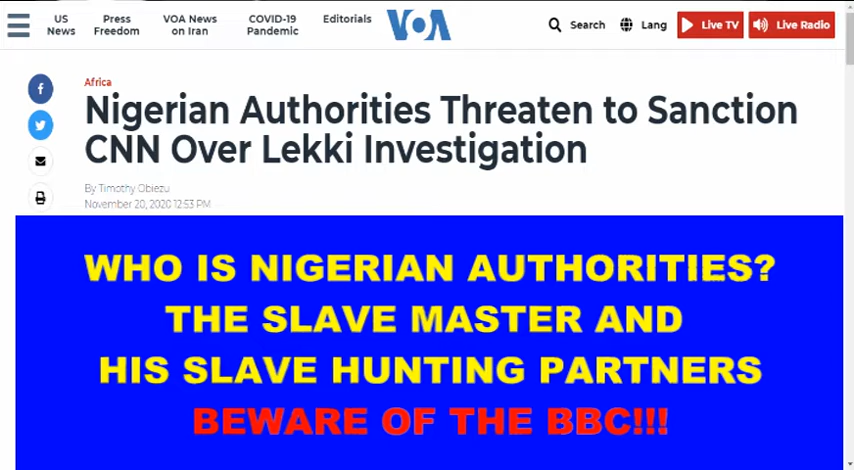 US News
Press Freedom
VOA News on Iran
COVID-19 Pandemic
Editorials
VOA
Search
Lang
Live TV
Live Radio
Africa
Nigerian Authorities Threaten to Sanction
CNN Over Lekki Investigation
By Timothy Obiezu
November 20, 2020 12:53 PM
WHO IS NIGERIAN AUTHORITIES?
THE SLAVE MASTER AND
HIS SLAVE HUNTING PARTNERS
BEWARE OF THE BBC!!!